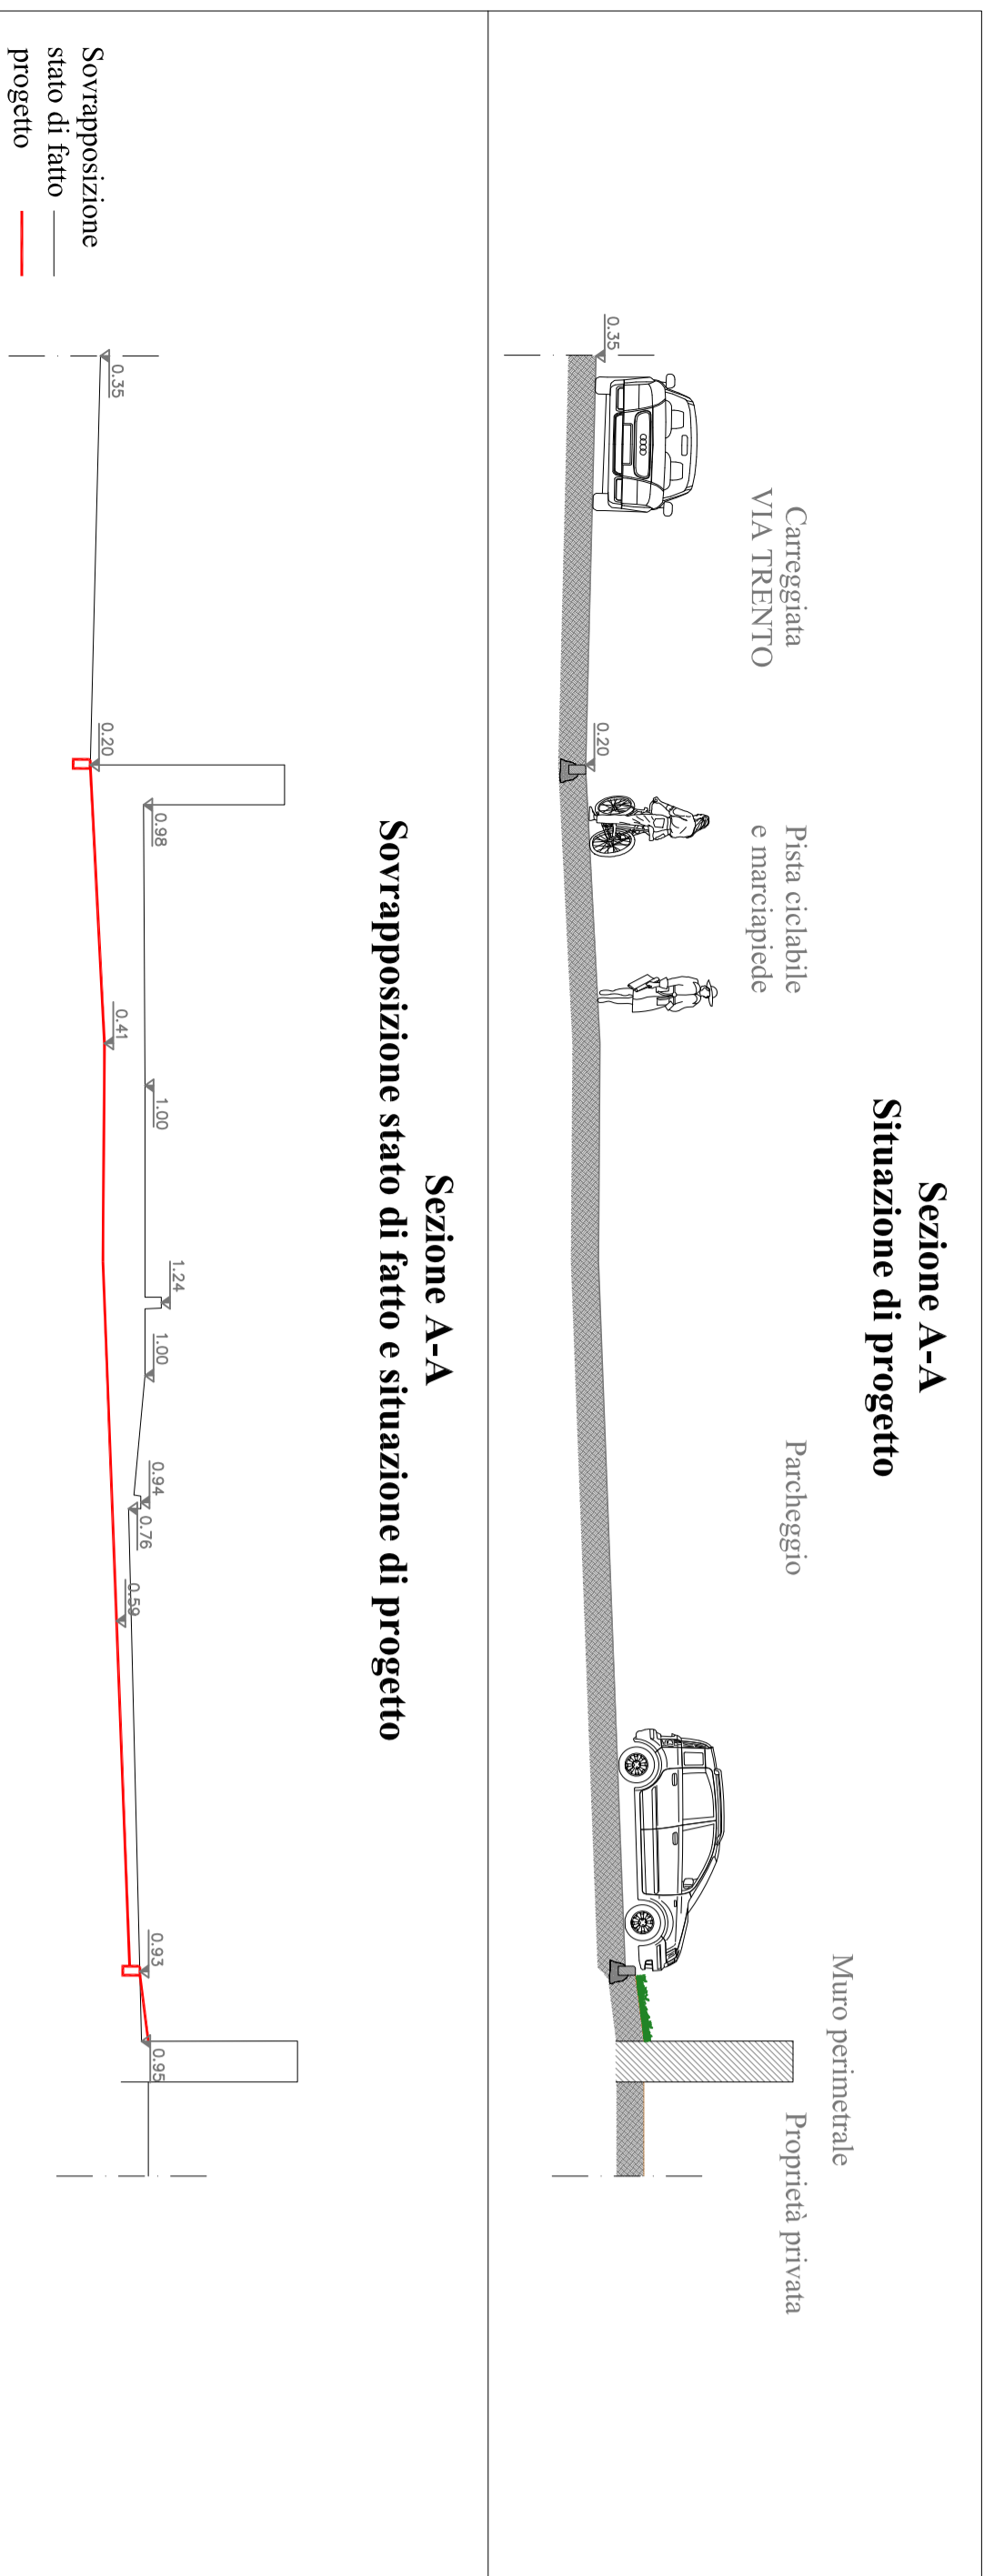 Sezione A-A
Situazione di progetto
Muro perimetrale
Carreggiata
VIA TRENTO
Pista ciclabile
e marciapiede
Parcheggio
Proprietà privata
0.35
0.20
Sezione A-A
Sovrapposizione stato di fatto e situazione di progetto
0.35
0.20
0.98
0.41
1.00
1.24
1.00
0.94
0.76
0.59
0.93
0.95
Sovrapposizione
stato di fatto
progetto